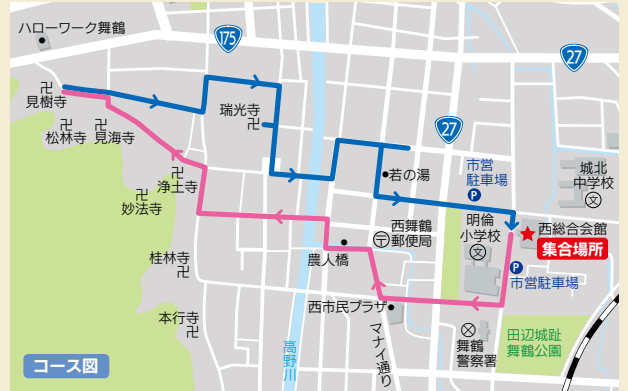 ハローワーク舞鶴
175
27
見樹寺
松林寺
見海寺
瑞光寺
27
若の湯
市営
駐車場
P
城北
中学校
文
浄土寺
妙法寺
明倫
小学校
文
西総合会館
集合場所
西舞鶴
郵便局
農人橋
P
市営駐車場
桂林寺
西市民プラザ
本行寺
マナイ通り
高野川
舞鶴
警察署
田辺城趾
舞鶴公園
コース図